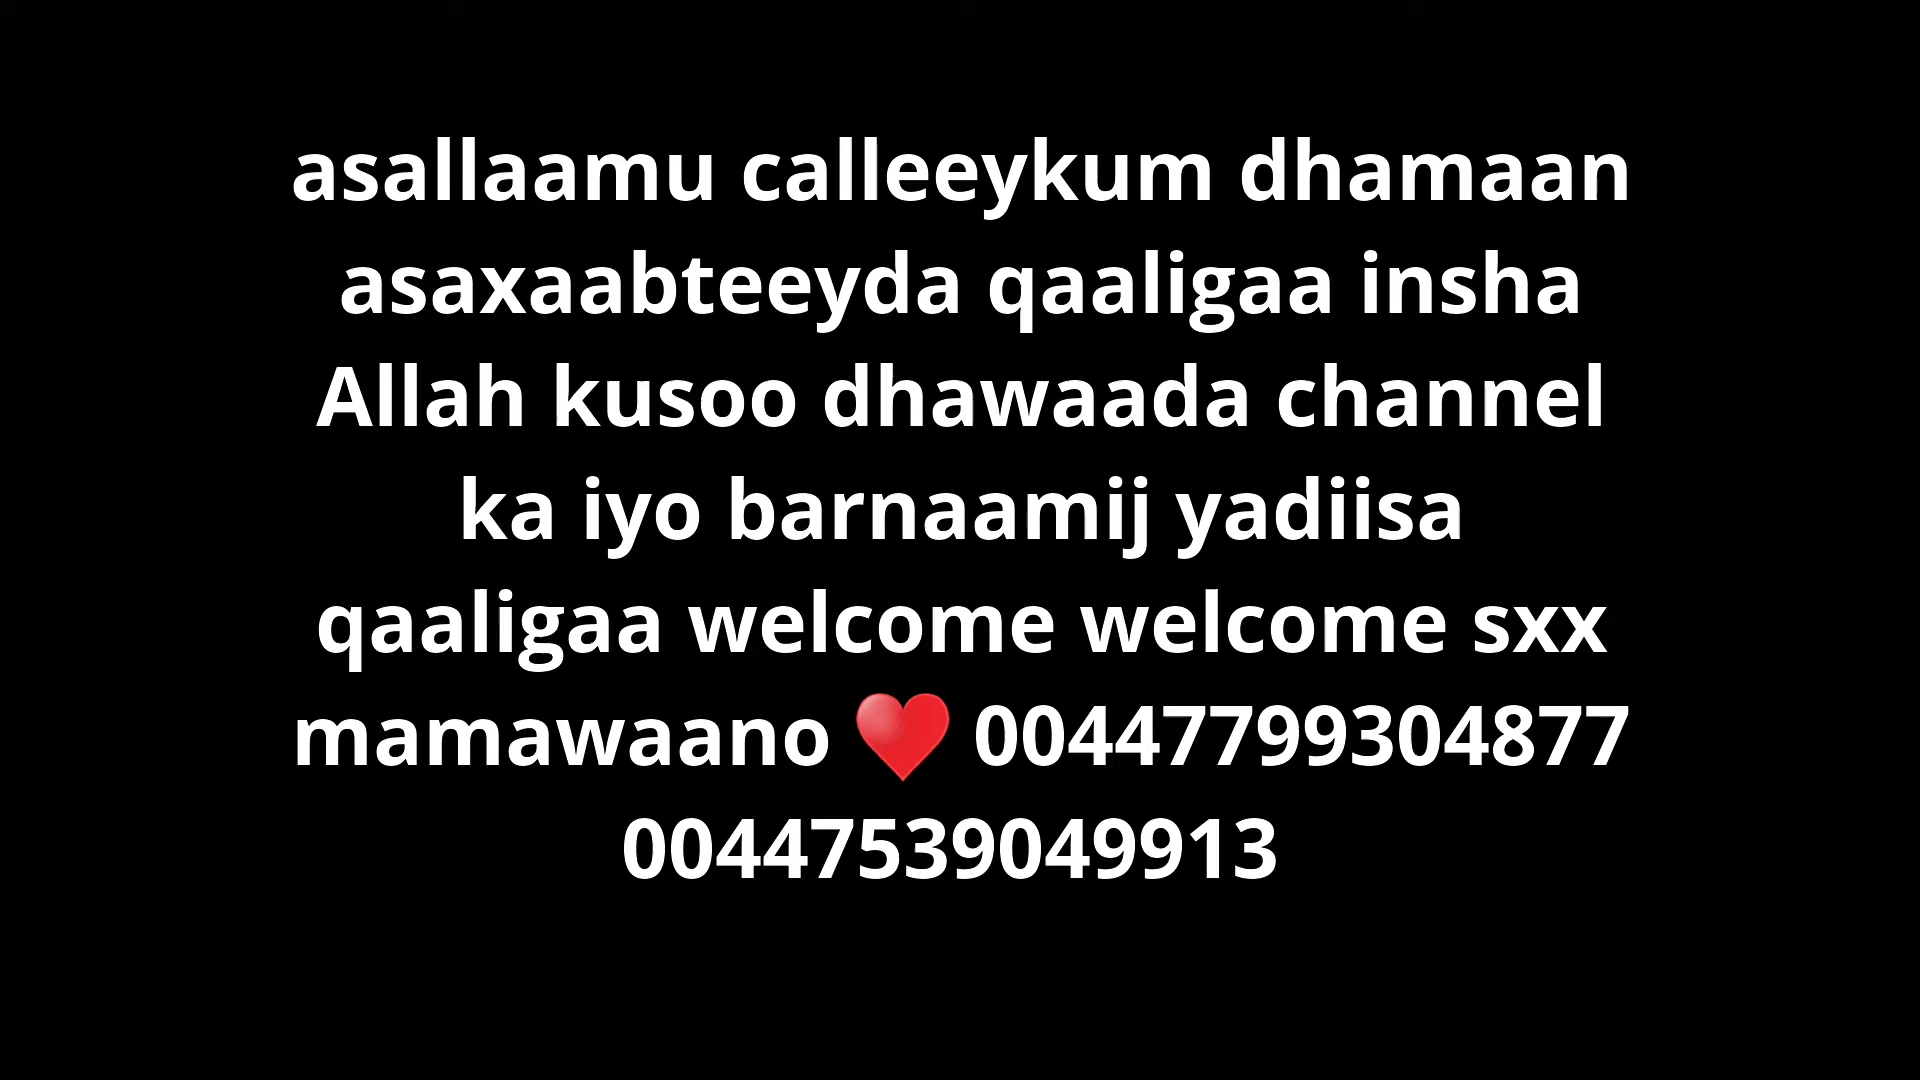 asallaamu calleeykum dhamaan
asaxaabteeyda qaaligaa insha
Allah kusoo dhawaada channel
ka iyo barnaamij yadiisa
qaaligaa welcome welcome sxx
mamawaano ♥️ 00447799304877
00447539049913